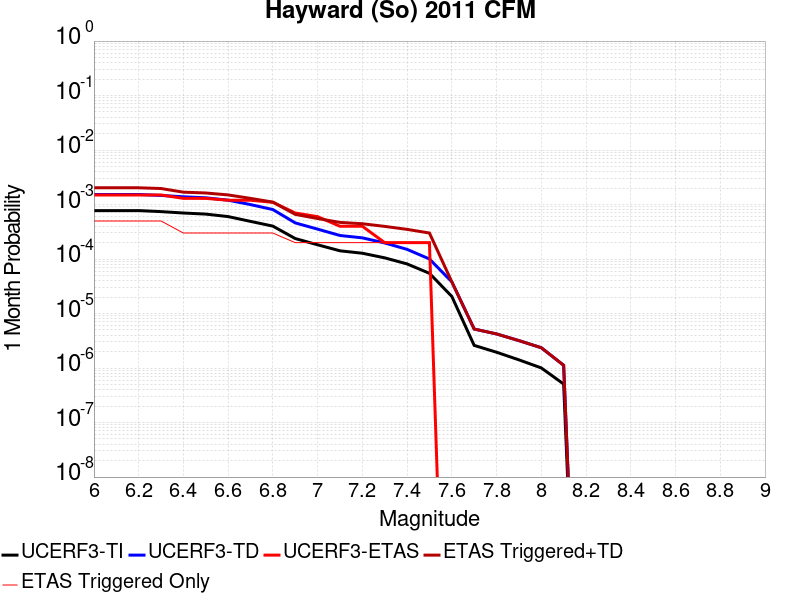 Hayward (So) 2011 CFM
10^0
10^-1
10^-2
10^-3
10^-4
10^-5
10^-6
10^-7
10^-8
1 Month Probability
6 6.2 6.4 6.6 6.8 7 7.2 7.4 7.6 7.8 8 8.2 8.4 8.6 8.8 9
Magnitude
UCERF3-TI UCERF3-TD UCERF3-ETAS ETAS Triggered+TD
ETAS Triggered Only